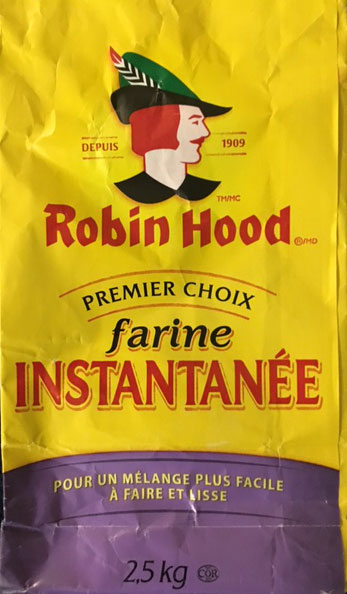 DEPUIS 1909
TM/MC
Robin Hood ®/MD
PREMIER CHOIX
farine
INSTANTANÉE
POUR UN MÉLANGE PLUS FACILE
À FAIRE ET LISSE
2,5 kg COR